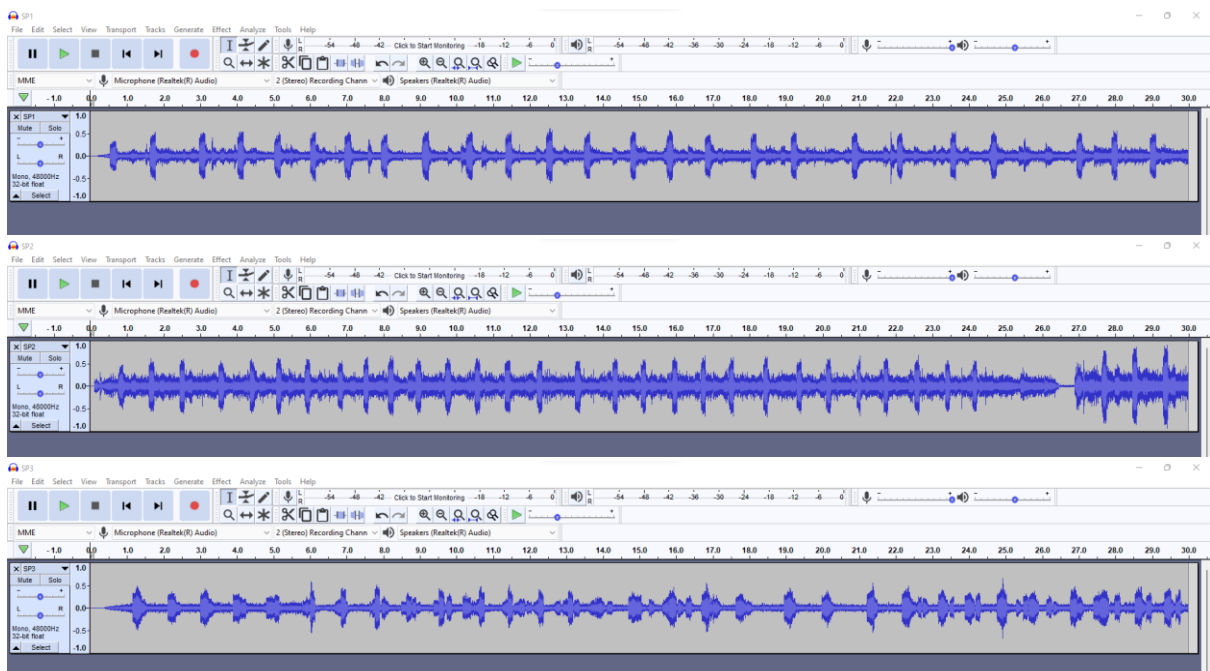 SP1
File Edit Select View Transport Tracks Generate Effect Analyze Tools Help
L R -54 -48 -42 Click to Start Monitoring -18 -12 -6 0 L R -54 -48 -42 -36 -30 -24 -18 -12 -6 0 - + - +
- +
MME Microphone (Realtek(R) Audio) 2 (Stereo) Recording Chann Speakers (Realtek(R) Audio)
-1.0 0.0 1.0 2.0 3.0 4.0 5.0 6.0 7.0 8.0 9.0 10.0 11.0 12.0 13.0 14.0 15.0 16.0 17.0 18.0 19.0 20.0 21.0 22.0 23.0 24.0 25.0 26.0 27.0 28.0 29.0 30.0
× SP1 1.0
Mute Solo 0.5
- +
L R 0.0
Mono, 48000Hz -0.5
32-bit float
Select -1.0
SP2
File Edit Select View Transport Tracks Generate Effect Analyze Tools Help
L R -54 -48 -42 Click to Start Monitoring -18 -12 -6 0 L R -54 -48 -42 -36 -30 -24 -18 -12 -6 0 - + - +
- +
MME Microphone (Realtek(R) Audio) 2 (Stereo) Recording Chann Speakers (Realtek(R) Audio)
-1.0 0.0 1.0 2.0 3.0 4.0 5.0 6.0 7.0 8.0 9.0 10.0 11.0 12.0 13.0 14.0 15.0 16.0 17.0 18.0 19.0 20.0 21.0 22.0 23.0 24.0 25.0 26.0 27.0 28.0 29.0 30.0
× SP2 1.0
Mute Solo 0.5
- +
L R 0.0
Mono, 48000Hz -0.5
32-bit float
Select -1.0
SP3
File Edit Select View Transport Tracks Generate Effect Analyze Tools Help
L R -54 -48 -42 Click to Start Monitoring -18 -12 -6 0 L R -54 -48 -42 -36 -30 -24 -18 -12 -6 0 - + - +
- +
MME Microphone (Realtek(R) Audio) 2 (Stereo) Recording Chann Speakers (Realtek(R) Audio)
-1.0 0.0 1.0 2.0 3.0 4.0 5.0 6.0 7.0 8.0 9.0 10.0 11.0 12.0 13.0 14.0 15.0 16.0 17.0 18.0 19.0 20.0 21.0 22.0 23.0 24.0 25.0 26.0 27.0 28.0 29.0 30.0
× SP3 1.0
Mute Solo 0.5
- +
L R 0.0
Mono, 48000Hz -0.5
32-bit float
Select -1.0